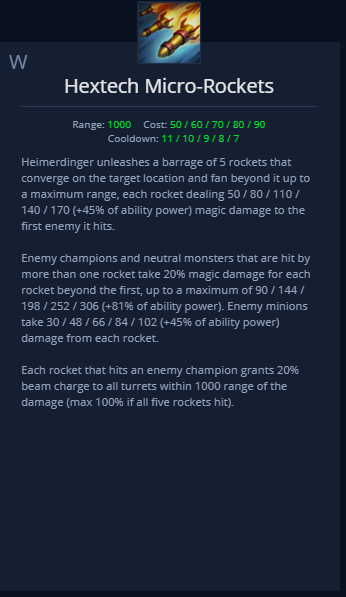 W
Hextech Micro-Rockets
Range: 1000 Cost: 50 / 60 / 70 / 80 / 90
Cooldown: 11 / 10 / 9 / 8 / 7
Heimerdinger unleashes a barrage of 5 rockets that
converge on the target location and fan beyond it up to
a maximum range, each rocket dealing 50 / 80 / 110 /
140 / 170 (+45% of ability power) magic damage to the
first enemy it hits.
Enemy champions and neutral monsters that are hit by
more than one rocket take 20% magic damage for each
rocket beyond the first, up to a maximum of 90 / 144 /
198 / 252 / 306 (+81% of ability power). Enemy minions
take 30 / 48 / 66 / 84 / 102 (+45% of ability power)
damage from each rocket.
Each rocket that hits an enemy champion grants 20%
beam charge to all turrets within 1000 range of the
damage (max 100% if all five rockets hit).